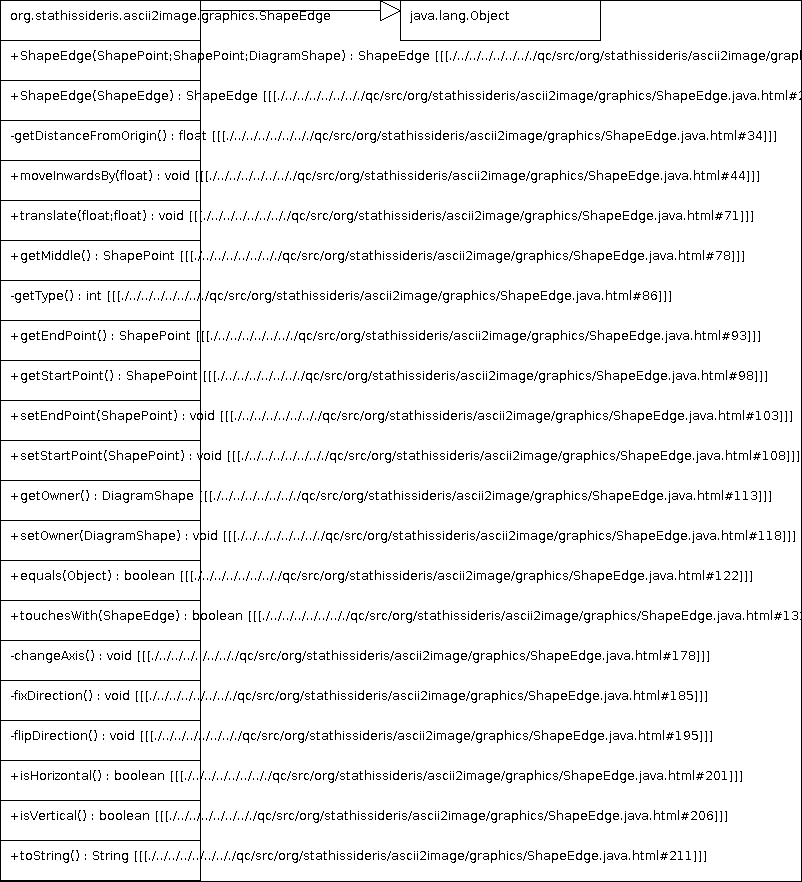 org.stathissideris.ascii2image.graphics.ShapeEdge
java.lang.Object
+ShapeEdge(ShapePoint;ShapePoint;DiagramShape) : ShapeEdge [[[./../../../../../../qc/src/org/stathissideris/ascii2image/grap
+ShapeEdge(ShapeEdge) : ShapeEdge [[[./../../../../../../qc/src/org/stathissideris/ascii2image/graphics/ShapeEdge.java.html#2
-getDistanceFromOrigin() : float [[[./../../../../../../qc/src/org/stathissideris/ascii2image/graphics/ShapeEdge.java.html#34]]]
+moveInwardsBy(float) : void [[[./../../../../../../qc/src/org/stathissideris/ascii2image/graphics/ShapeEdge.java.html#44]]]
+translate(float;float) : void [[[./../../../../../../qc/src/org/stathissideris/ascii2image/graphics/ShapeEdge.java.html#71]]]
+getMiddle() : ShapePoint [[[./../../../../../../qc/src/org/stathissideris/ascii2image/graphics/ShapeEdge.java.html#78]]]
-getType() : int [[[./../../../../../../qc/src/org/stathissideris/ascii2image/graphics/ShapeEdge.java.html#86]]]
+getEndPoint() : ShapePoint [[[./../../../../../../qc/src/org/stathissideris/ascii2image/graphics/ShapeEdge.java.html#93]]]
+getStartPoint() : ShapePoint [[[./../../../../../../qc/src/org/stathissideris/ascii2image/graphics/ShapeEdge.java.html#98]]]
+setEndPoint(ShapePoint) : void [[[./../../../../../../qc/src/org/stathissideris/ascii2image/graphics/ShapeEdge.java.html#103]]]
+setStartPoint(ShapePoint) : void [[[./../../../../../../qc/src/org/stathissideris/ascii2image/graphics/ShapeEdge.java.html#108]]]
+getOwner() : DiagramShape [[[./../../../../../../qc/src/org/stathissideris/ascii2image/graphics/ShapeEdge.java.html#113]]]
+setOwner(DiagramShape) : void [[[./../../../../../../qc/src/org/stathissideris/ascii2image/graphics/ShapeEdge.java.html#118]]]
+equals(Object) : boolean [[[./../../../../../../qc/src/org/stathissideris/ascii2image/graphics/ShapeEdge.java.html#122]]]
+touchesWith(ShapeEdge) : boolean [[[./../../../../../../qc/src/org/stathissideris/ascii2image/graphics/ShapeEdge.java.html#13
-changeAxis() : void [[[./../../../../../../qc/src/org/stathissideris/ascii2image/graphics/ShapeEdge.java.html#178]]]
-fixDirection() : void [[[./../../../../../../qc/src/org/stathissideris/ascii2image/graphics/ShapeEdge.java.html#185]]]
-flipDirection() : void [[[./../../../../../../qc/src/org/stathissideris/ascii2image/graphics/ShapeEdge.java.html#195]]]
+isHorizontal() : boolean [[[./../../../../../../qc/src/org/stathissideris/ascii2image/graphics/ShapeEdge.java.html#201]]]
+isVertical() : boolean [[[./../../../../../../qc/src/org/stathissideris/ascii2image/graphics/ShapeEdge.java.html#206]]]
+toString() : String [[[./../../../../../../qc/src/org/stathissideris/ascii2image/graphics/ShapeEdge.java.html#211]]]